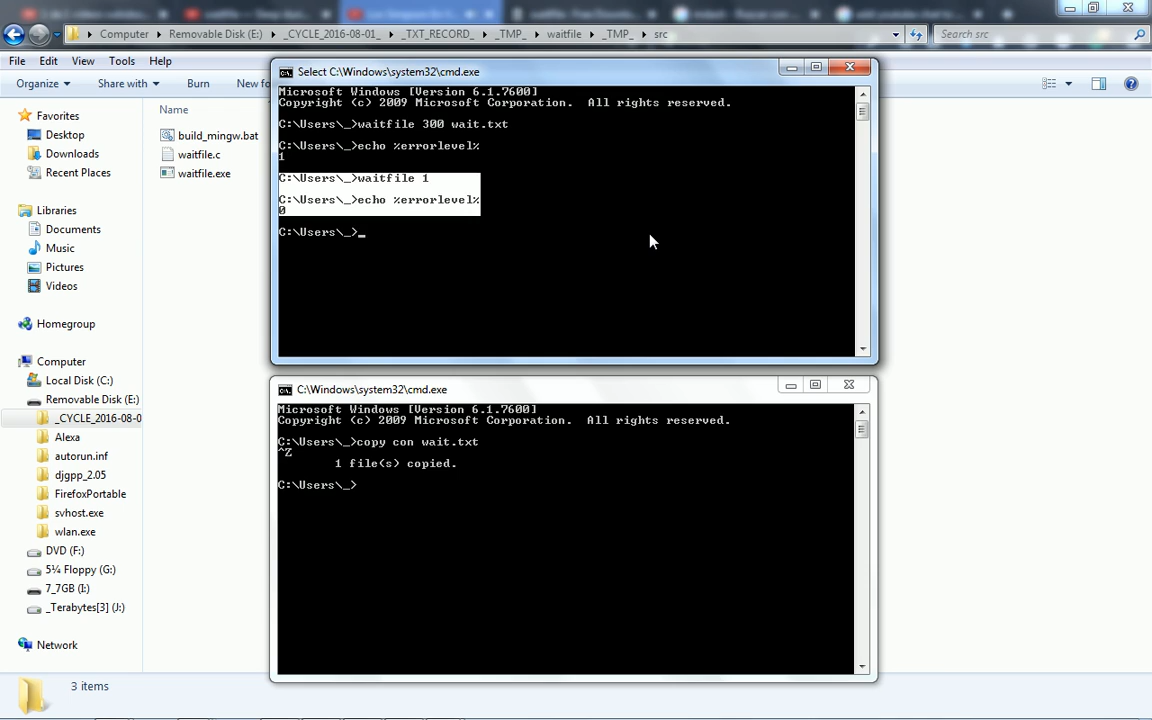 Computer ▸ Removable Disk (E:) ▸ _CYCLE_2016-08-01_ ▸ _TXT_RECORD_ ▸ _TMP_ ▸ waitfile ▸ _TMP_ ▸ src
Search src
File Edit View Tools Help
Organize Share with Burn New fo
Favorites
Desktop
Downloads
Recent Places
Libraries
Documents
Music
Pictures
Videos
Homegroup
Computer
Local Disk (C:)
Removable Disk (E:)
_CYCLE_2016-08-0
Alexa
autorun.inf
djgpp_2.05
FirefoxPortable
svhost.exe
wlan.exe
DVD (F:)
5¼ Floppy (G:)
7_7GB (I:)
_Terabytes[3] (J:)
Network
Name
build_mingw.bat
waitfile.c
waitfile.exe
Select C:\Windows\system32\cmd.exe
Microsoft Windows [Version 6.1.7600]
Copyright (c) 2009 Microsoft Corporation. All rights reserved.
C:\Users\_>waitfile 300 wait.txt
C:\Users\_>echo %errorlevel%
1
C:\Users\_>waitfile 1
C:\Users\_>echo %errorlevel%
0
C:\Users\_>_
C:\Windows\system32\cmd.exe
Microsoft Windows [Version 6.1.7600]
Copyright (c) 2009 Microsoft Corporation. All rights reserved.
C:\Users\_>copy con wait.txt
^Z
1 file(s) copied.
C:\Users\_>
3 items